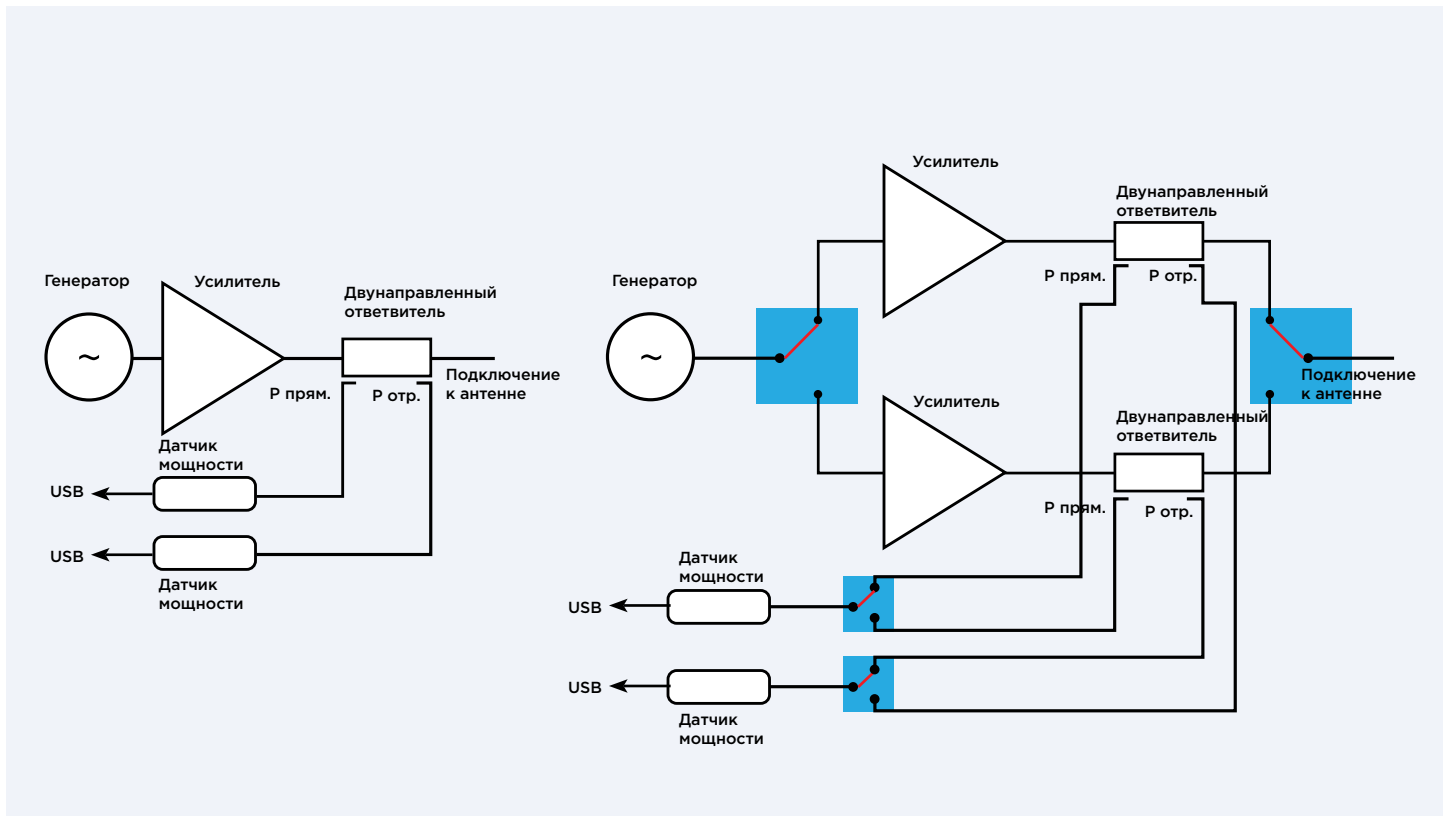 Генератор
Усилитель
Двунаправленный
ответвитель
~
Подключение
к антенне
Р прям.
Р отр.
Датчик
мощности
USB
USB
Датчик
мощности
Усилитель
Двунаправленный
ответвитель
Р прям.
Р отр.
Генератор
~
Подключение
к антенне
Усилитель
Двунаправленный
ответвитель
Р прям.
Р отр.
Датчик
мощности
USB
USB
Датчик
мощности